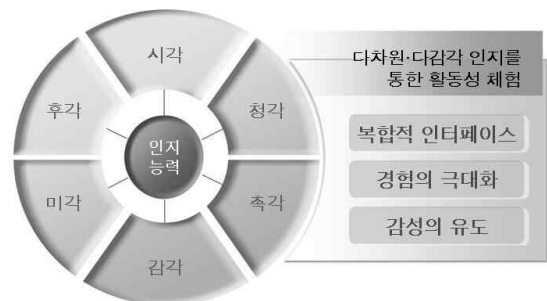 시각
후각
청각
인지
능력
미각
촉각
감각
다차원·다감각 인지를
통한 활동성 체험
복합적 인터페이스
경험의 극대화
감성의 유도